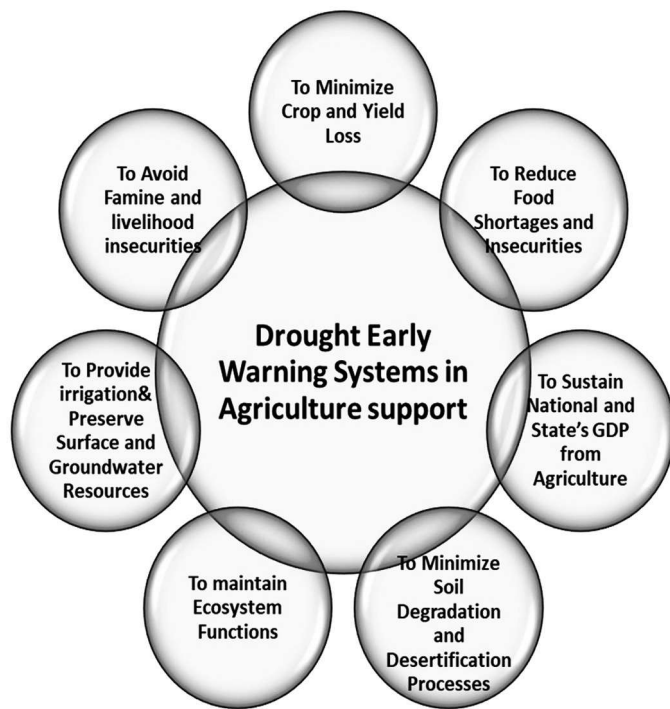 To Minimize
Crop and Yield
Loss
To Reduce
Food
Shortages and
Insecurities
To Sustain
National and
State's GDP
from
Agriculture
To Minimize
Soil
Degradation
and
Desertification
Processes
To maintain
Ecosystem
Functions
To Provide
irrigation&
Preserve
Surface and
Groundwater
Resources
To Avoid
Famine and
livelihood
insecurities
Drought Early
Warning Systems in
Agriculture support